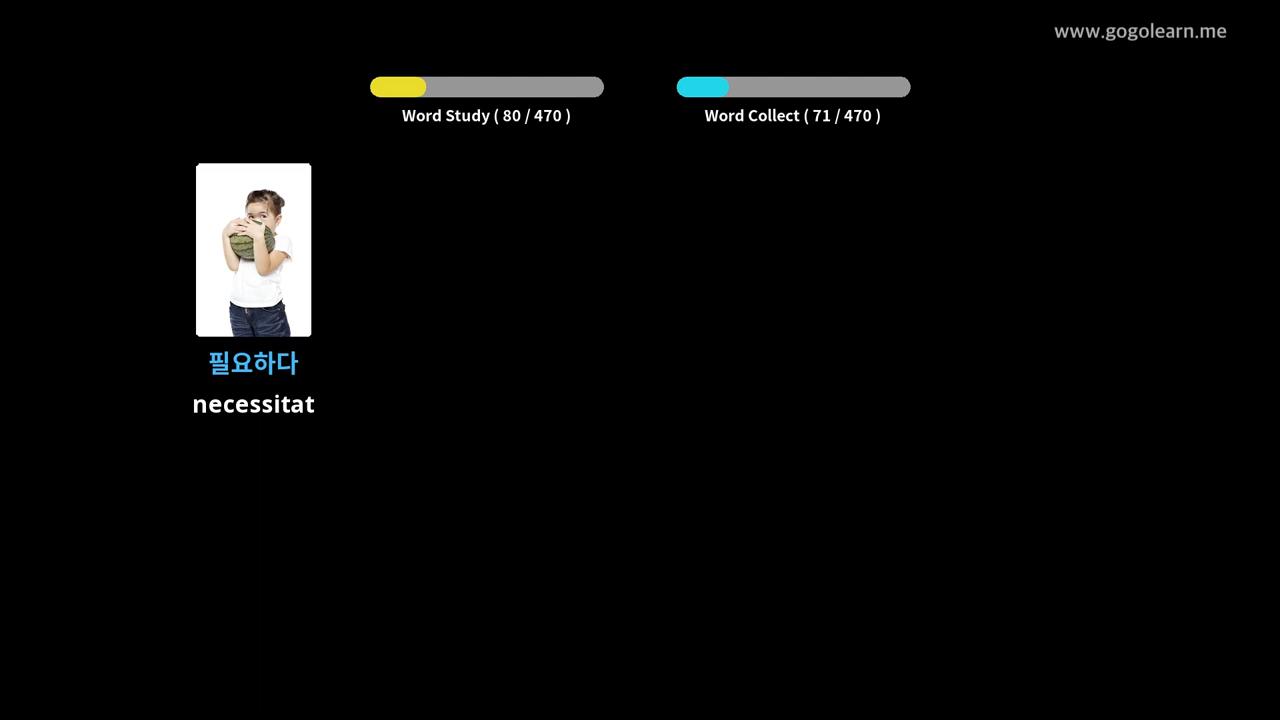 www.gogolearn.me
Word Study ( 80 / 470 )
Word Collect ( 71 / 470 )
필요하다
necessitat